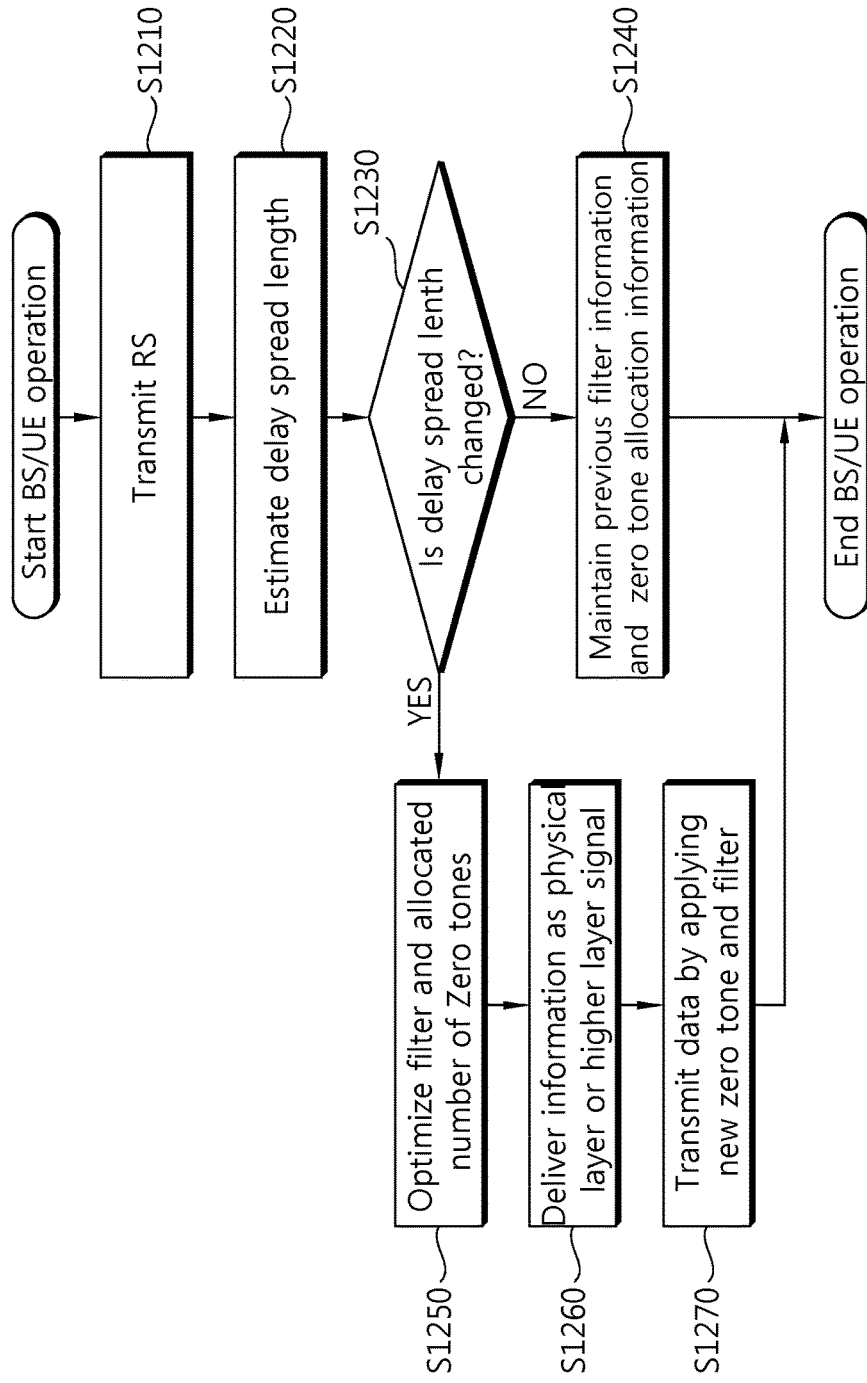 Start BS/UE operation
Transmit RS
S1210
Estimate delay spread length
S1220
Is delay spread lenth
changed?
S1230
YES
NO
Maintain previous filter information
and zero tone allocation information
S1240
Optimize filter and allocated
number of Zero tones
S1250
Deliver information as physical
layer or higher layer signal
S1260
Transmit data by applying
new zero tone and filter
S1270
End BS/UE operation